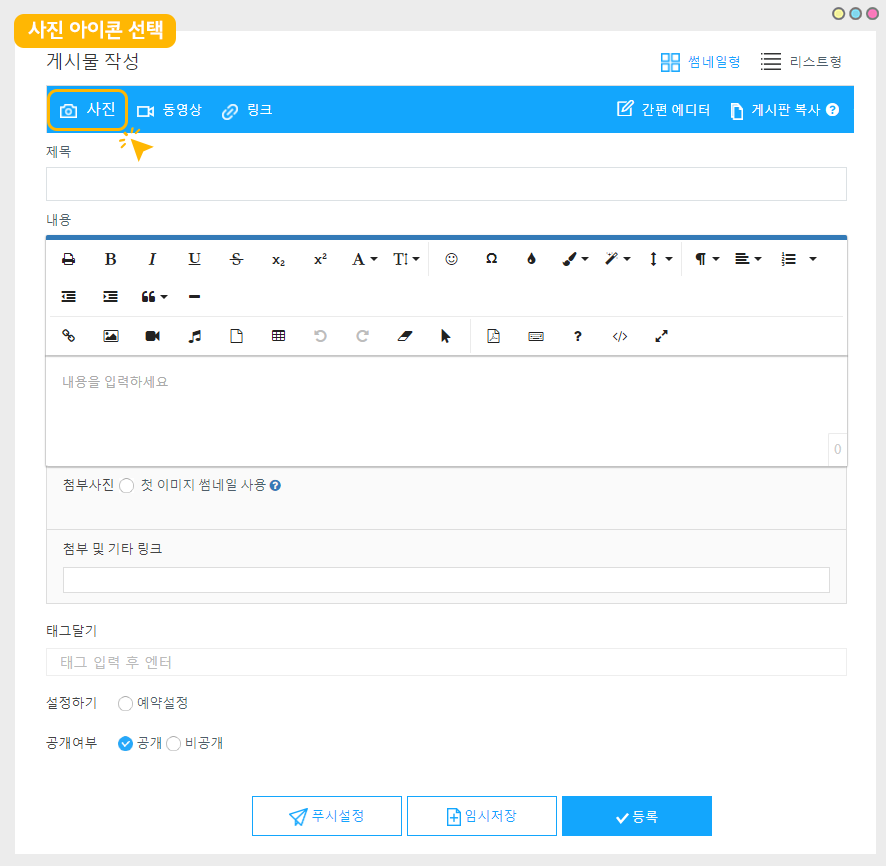 사진 아이콘 선택
게시물 작성
썸네일형 리스트형
사진 동영상 링크 간편 에디터 게시판 복사 ?
제목
내용
B I U S x₂ x² A T
Ω ¶
“
? </>
내용을 입력하세요
0
첨부사진 첫 이미지 썸네일 사용 ?
첨부 및 기타 링크
태그달기
태그 입력 후 엔터
설정하기 예약설정
공개여부 공개 비공개
푸시설정 임시저장 등록